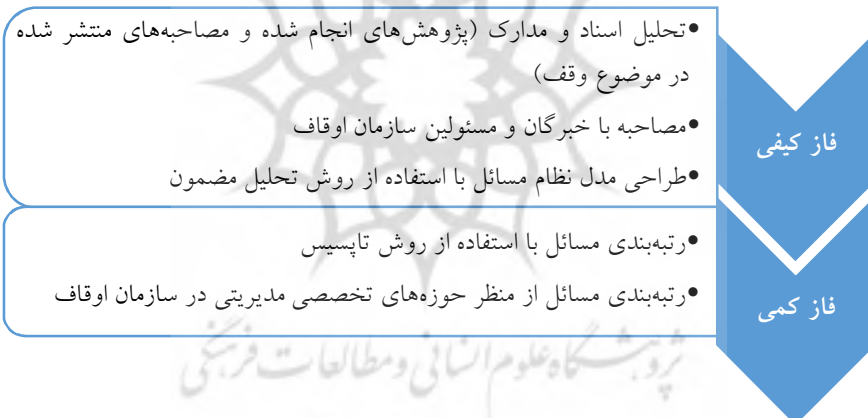 فاز کیفی
•تحلیل اسناد و مدارک (پژوهش‌های انجام شده و مصاحبه‌های منتشر شده
در موضوع وقف)
•مصاحبه با خبرگان و مسئولین سازمان اوقاف
•طراحی مدل نظام مسائل با استفاده از روش تحلیل مضمون
فاز کمی
•رتبه‌بندی مسائل با استفاده از روش تاپسیس
•رتبه‌بندی مسائل از منظر حوزه‌های تخصصی مدیریتی در سازمان اوقاف
پژوهشگاه علوم انسانی و مطالعات فرهنگی